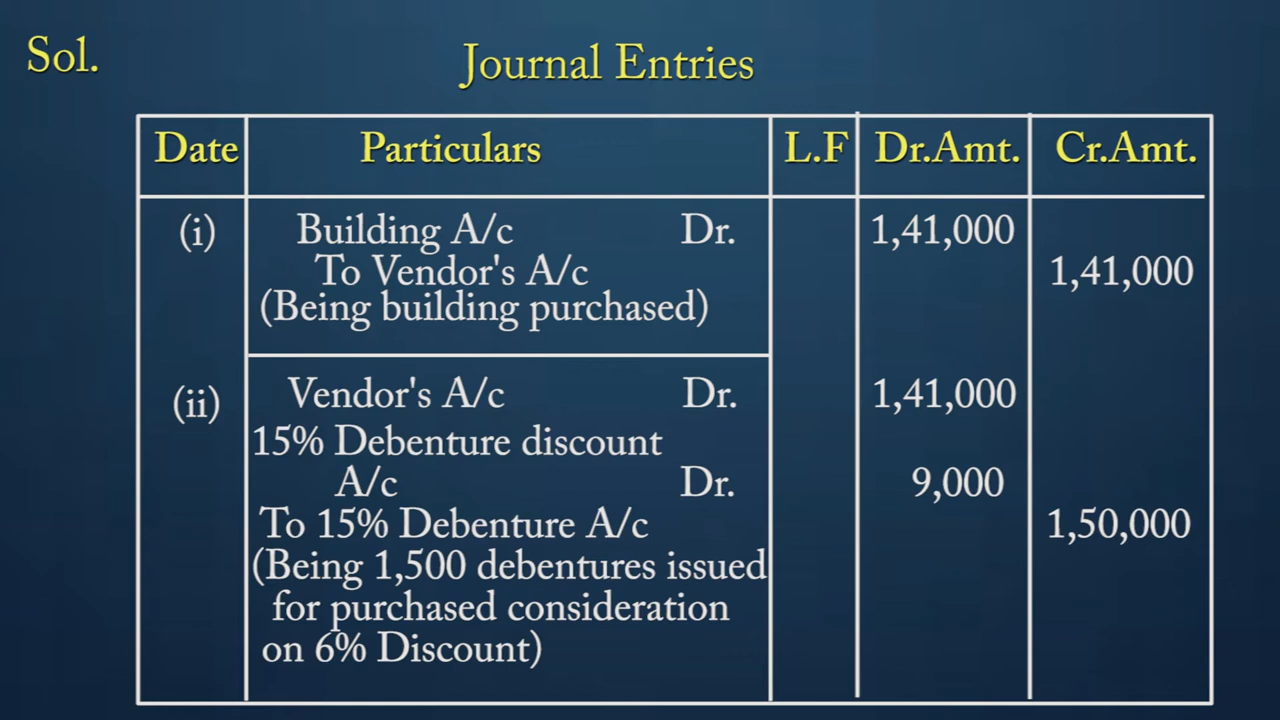 Sol.
Journal Entries
Date Particulars L.F Dr.Amt. Cr.Amt.
(i) Building A/c Dr. 1,41,000
To Vendor's A/c 1,41,000
(Being building purchased)
(ii) Vendor's A/c Dr. 1,41,000
15% Debenture discount
A/c Dr. 9,000
To 15% Debenture A/c 1,50,000
(Being 1,500 debentures issued
for purchased consideration
on 6% Discount)